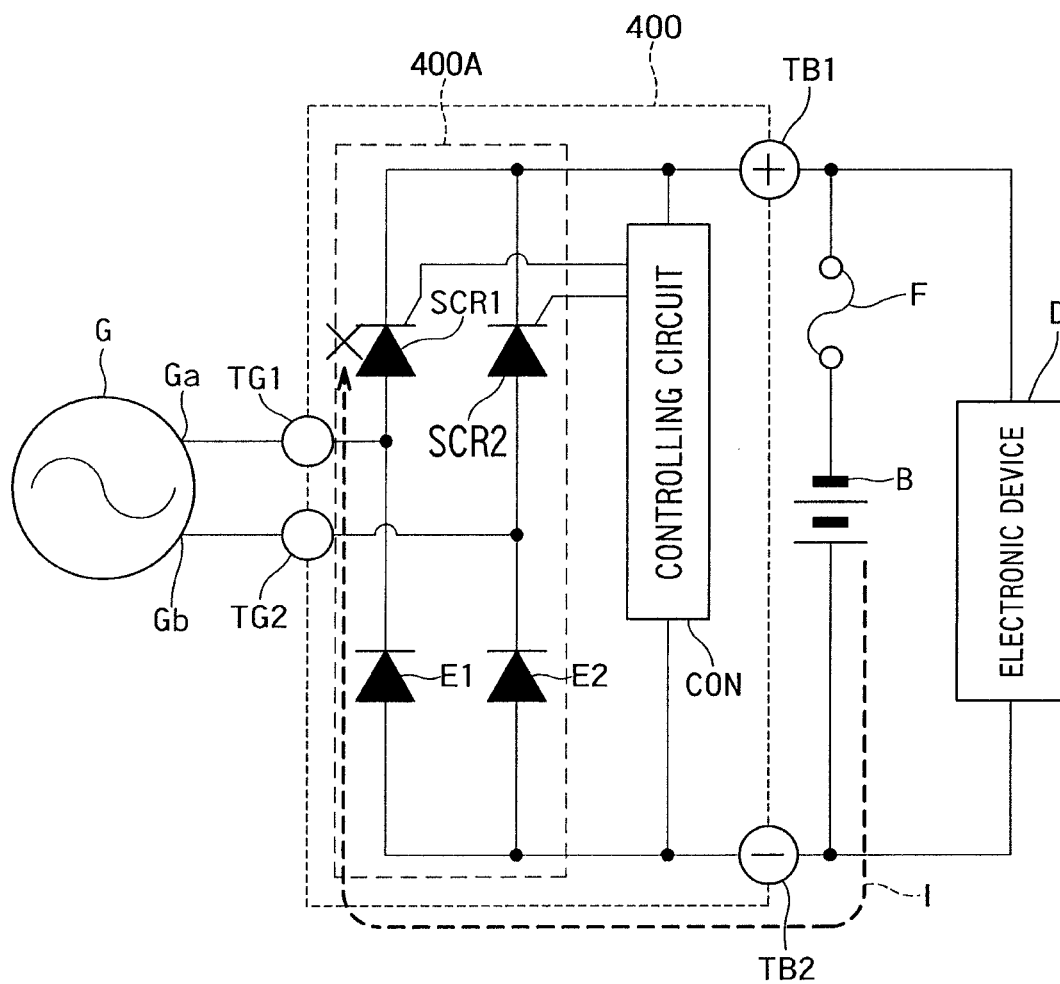 400
400A
TB1
SCR1
F
D
G
Ga
TG1
SCR2
CONTROLLING CIRCUIT
B
ELECTRONIC DEVICE
Gb
TG2
E1
E2
CON
I
TB2